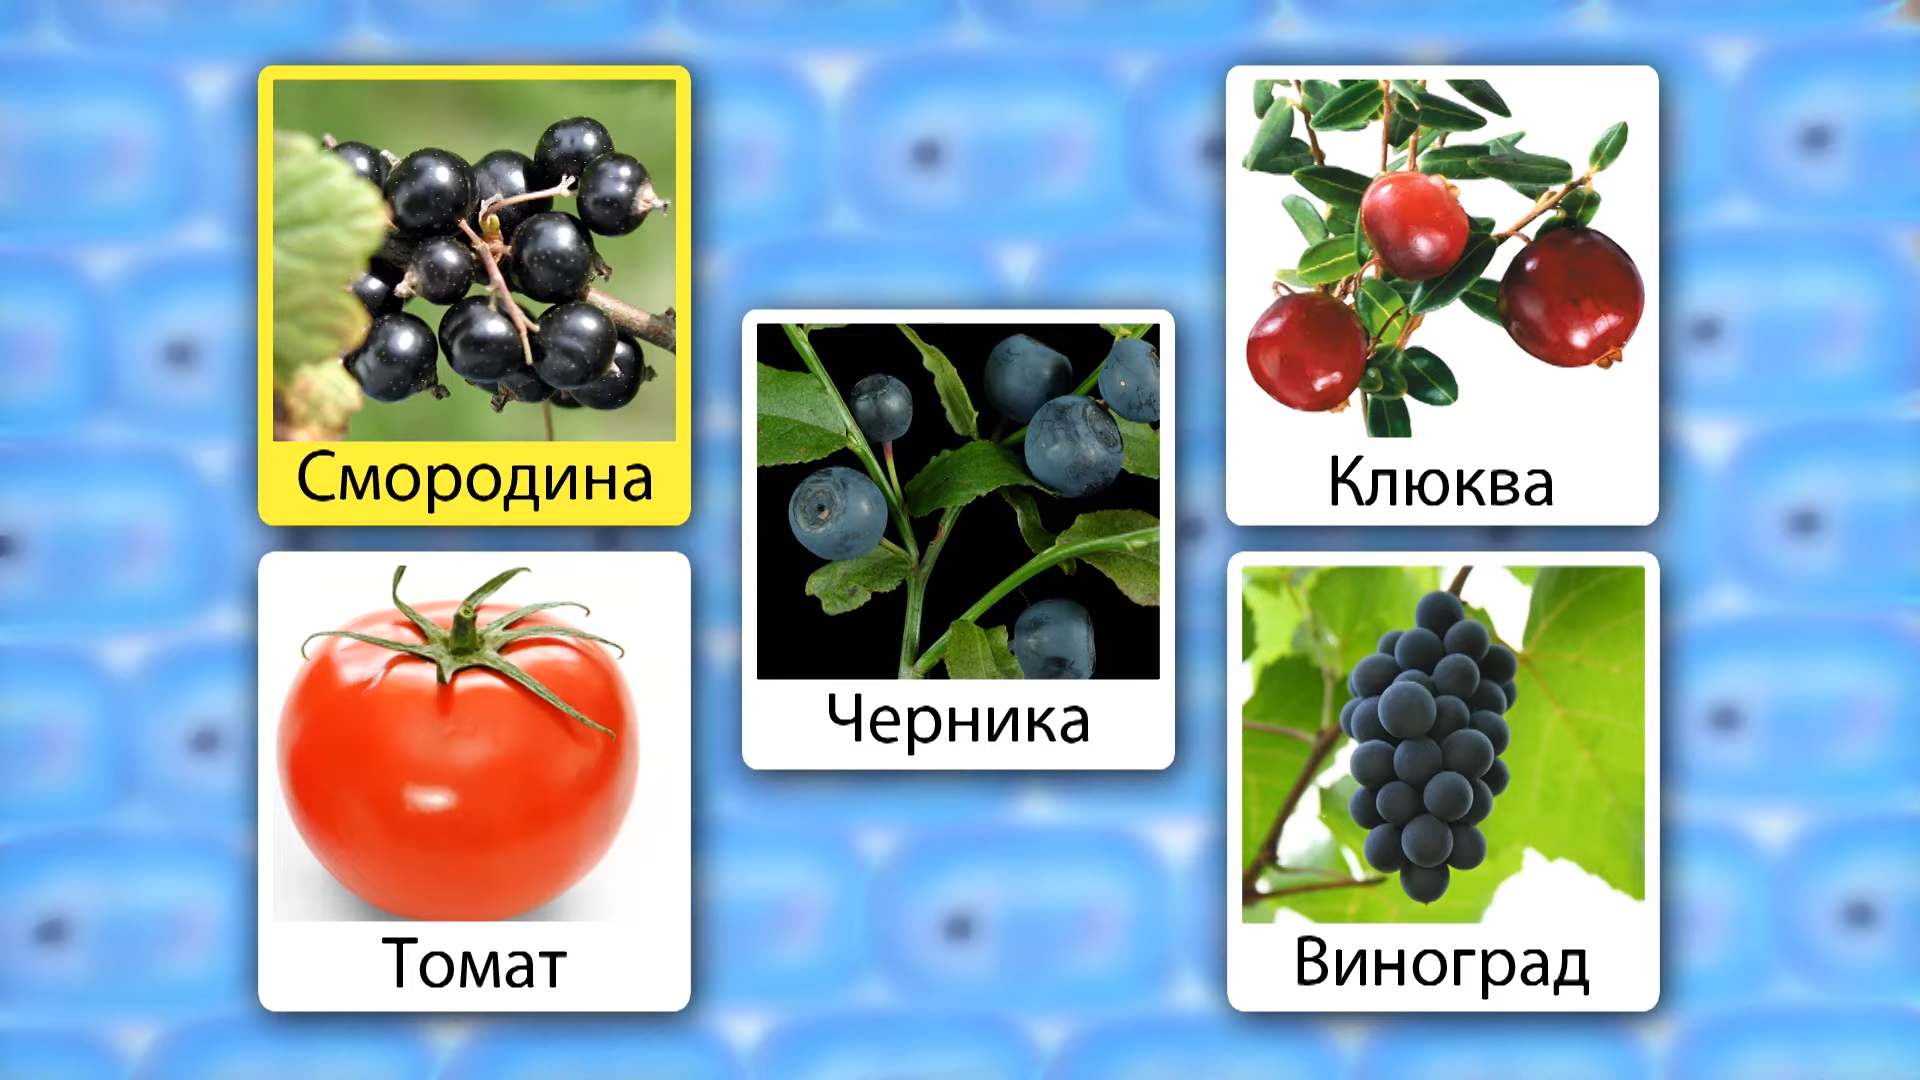 Смородина
Клюква
Черника
Томат
Виноград